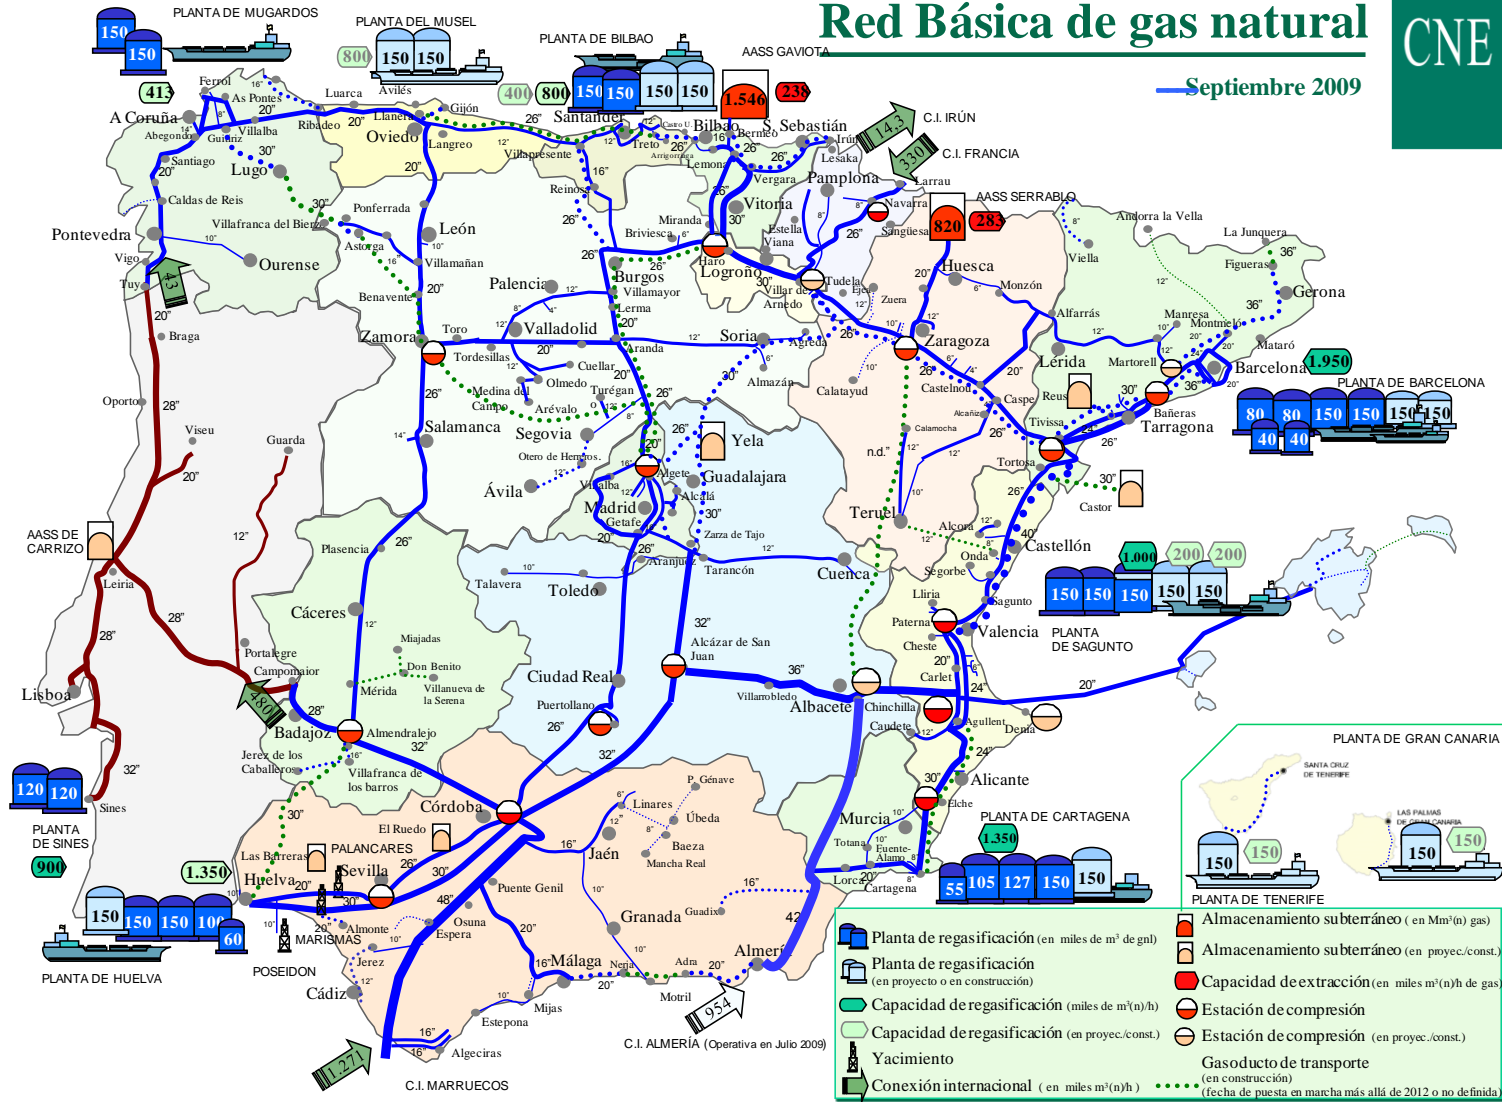 Red Básica de gas natural
CNE
Septiembre 2009
PLANTA DE MUGARDOS
150
150
413
PLANTA DEL MUSEL
800
150
150
PLANTA DE BILBAO
400
800
150
150
150
150
AASS GAVIOTA
1.546
238
14,3
C.I. IRÚN
330
C.I. FRANCIA
AASS SERRABLO
820
283
Ferrol
As Pontes
A Coruña
Abegondo
Guitiriz
Villalba
Ribadeo
Luarca
Avilés
Llanera
Gijón
Oviedo
Langreo
Santander
Villapresente
Treto
Castro U.
Arrigorriaga
Bilbao
Bermeo
Lemona
S. Sebastián
Irún
Lesaka
Vergara
Pamplona
Larrau
Navarra
Sangüesa
Santiago
Lugo
Caldas de Reis
Pontevedra
Vigo
Tuy
Ourense
Villafranca del Bierz
Ponferrada
Astorga
León
Villamañan
Benavente
Reinosa
Vitoria
Miranda
Briviesca
Haro
Logroño
Estella
Viana
Villar de
Arnedo
Tudela
Ejea
Zuera
Huesca
Monzón
Viella
Andorra la Vella
La Junquera
Figueras
Gerona
Palencia
Burgos
Villamayor
Lerma
Valladolid
Zamora
Toro
Tordesillas
Aranda
Cuellar
Olmedo
Medina del
Campo
Arévalo
Turégan
o
Soria
Agreda
Almazán
Calatayud
Zaragoza
Castelnou
Caspe
Alcañiz
Calamocha
n.d."
Alfarrás
Lérida
Manresa
Montmeló
Martorell
Mataró
Barcelona
1.950
PLANTA DE BARCELONA
80
80
150
150
150
150
40
40
Reus
Tivissa
Bañeras
Tarragona
Tortosa
Castor
43
Braga
Oporto
Viseu
Guarda
Salamanca
Segovia
Otero de Herreros.
Ávila
Villalba
Algete
Alcalá
Madrid
Getafe
Yela
Guadalajara
Zarza de Tajo
Aranjuez
Tarancón
Cuenca
Teruel
Alcora
Onda
Castellón
Segorbe
Sagunto
Lliria
Paterna
Cheste
Valencia
Carlet
1.000
200
200
150
150
150
150
150
PLANTA
DE SAGUNTO
AASS DE
CARRIZO
Leiria
Plasencia
Cáceres
Talavera
Toledo
Portalegre
Campomaior
480
Lisboa
Miajadas
Don Benito
Mérida
Villanueva de
la Serena
Badajoz
Almendralejo
Jerez de los
Caballeros
Villafranca de
los barros
Ciudad Real
Puertollano
Alcázar de San
Juan
Villarrobledo
Albacete
Chinchilla
Caudete
Agullent
Denia
Alicante
Elche
Murcia
Totana
Fuente-
Alamo
Lorca
Cartagena
1.350
PLANTA DE CARTAGENA
55
105
127
150
150
120
120
Sines
PLANTA
DE SINES
900
1.350
150
150
150
100
60
PLANTA DE HUELVA
Las Barreras
Huelva
El Ruedo
PALANCARES
Sevilla
MARISMAS
POSEIDON
Almonte
Jerez
Cádiz
Córdoba
Linares
P. Génave
Úbeda
Baeza
Mancha Real
Jaén
Puente Genil
Osuna
Espera
Granada
Guadix
Málaga
Nerja
Adra
Motril
Almería
Mijas
Estepona
Algeciras
1.271
C.I. MARRUECOS
954
C.I. ALMERÍA (Operativa en Julio 2009)
PLANTA DE GRAN CANARIA
SANTA CRUZ
DE TENERIFE
LAS PALMAS
DE GRAN CANARIA
150
150
150
150
PLANTA DE TENERIFE
Planta de regasificación (en miles de m³ de gnl)
Planta de regasificación
(en proyecto o en construcción)
Capacidad de regasificación (miles de m³(n)/h)
Capacidad de regasificación (en proyec./const.)
Yacimiento
Conexión internacional ( en miles m³(n)/h )
Almacenamiento subterráneo ( en Mm³(n) gas)
Almacenamiento subterráneo (en proyec./const.)
Capacidad de extracción (en miles m³(n)/h de gas)
Estación de compresión
Estación de compresión (en proyec./const.)
Gasoducto de transporte
(en construcción)
(fecha de puesta en marcha más allá de 2012 o no definida)